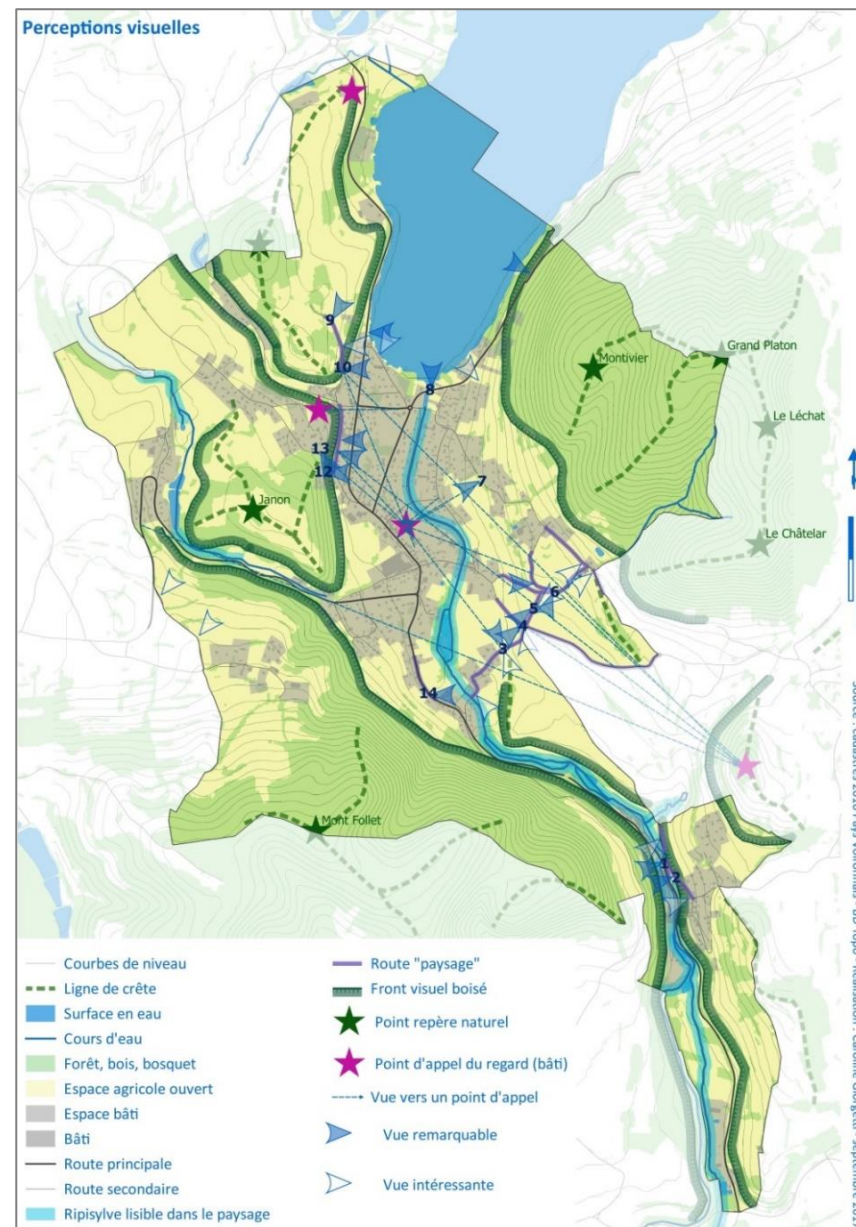 Perceptions visuelles
Grand Platon
Montivier
Le Léchat
9
10
8
13
12
7
Janon
Le Châtelar
6
5
4
3
14
Mont Follet
1
2
Courbes de niveau
Ligne de crête
Surface en eau
Cours d'eau
Forêt, bois, bosquet
Espace agricole ouvert
Espace bâti
Bâti
Route principale
Route secondaire
Ripisylve lisible dans le paysage
Route "paysage"
Front visuel boisé
Point repère naturel
Point d'appel du regard (bâti)
Vue vers un point d'appel
Vue remarquable
Vue intéressante